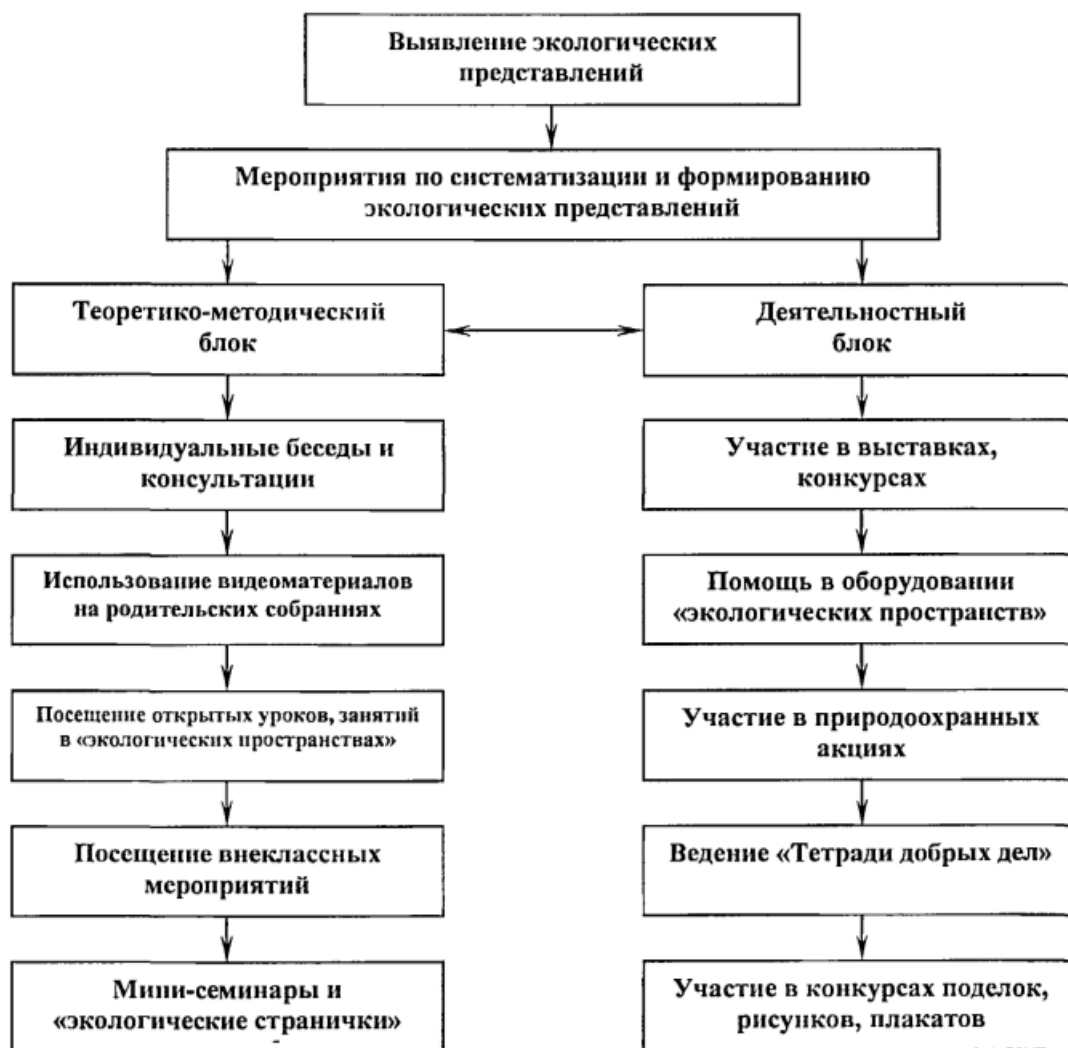 Выявление экологических
представлений
Мероприятия по систематизации и формированию
экологических представлений
Теоретико-методический
блок
Деятельностный
блок
Индивидуальные беседы и
консультации
Участие в выставках,
конкурсах
Использование видеоматериалов
на родительских собраниях
Помощь в оборудовании
«экологических пространств»
Посещение открытых уроков, занятий
в «экологических пространствах»
Участие в природоохранных
акциях
Посещение внеклассных
мероприятий
Ведение «Тетради добрых дел»
Мини-семинары и
«экологические странички»
Участие в конкурсах поделок,
рисунков, плакатов